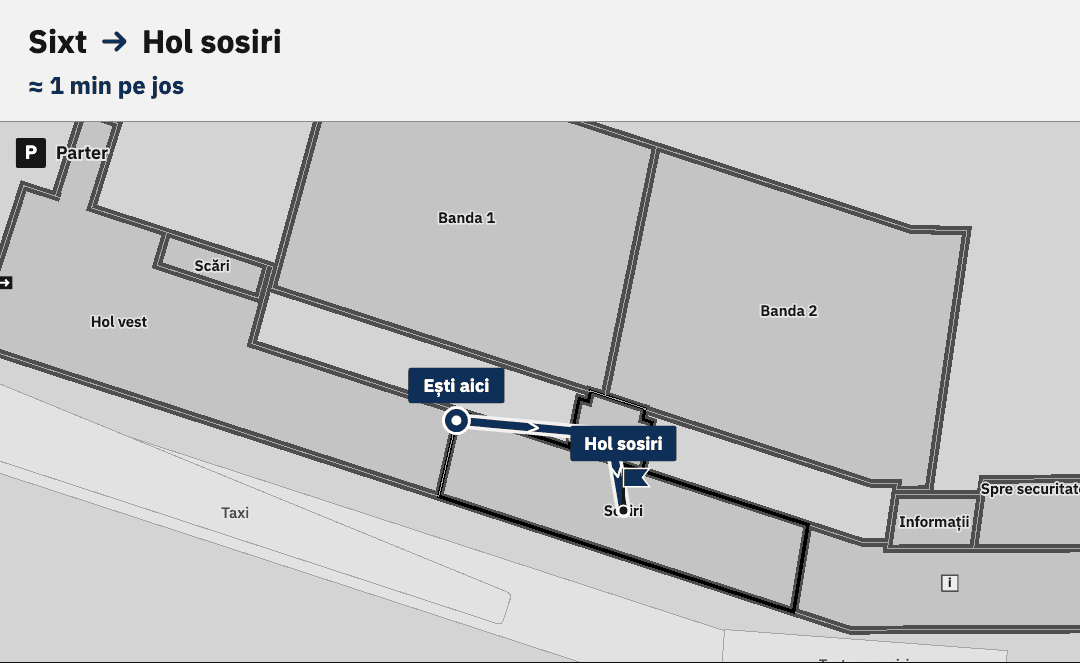 Sixt → Hol sosiri
≈ 1 min pe jos
P Parter
Banda 1
Scări
Banda 2
Hol vest
Ești aici
Hol sosiri
Spre securitate
Taxi
Informații
i